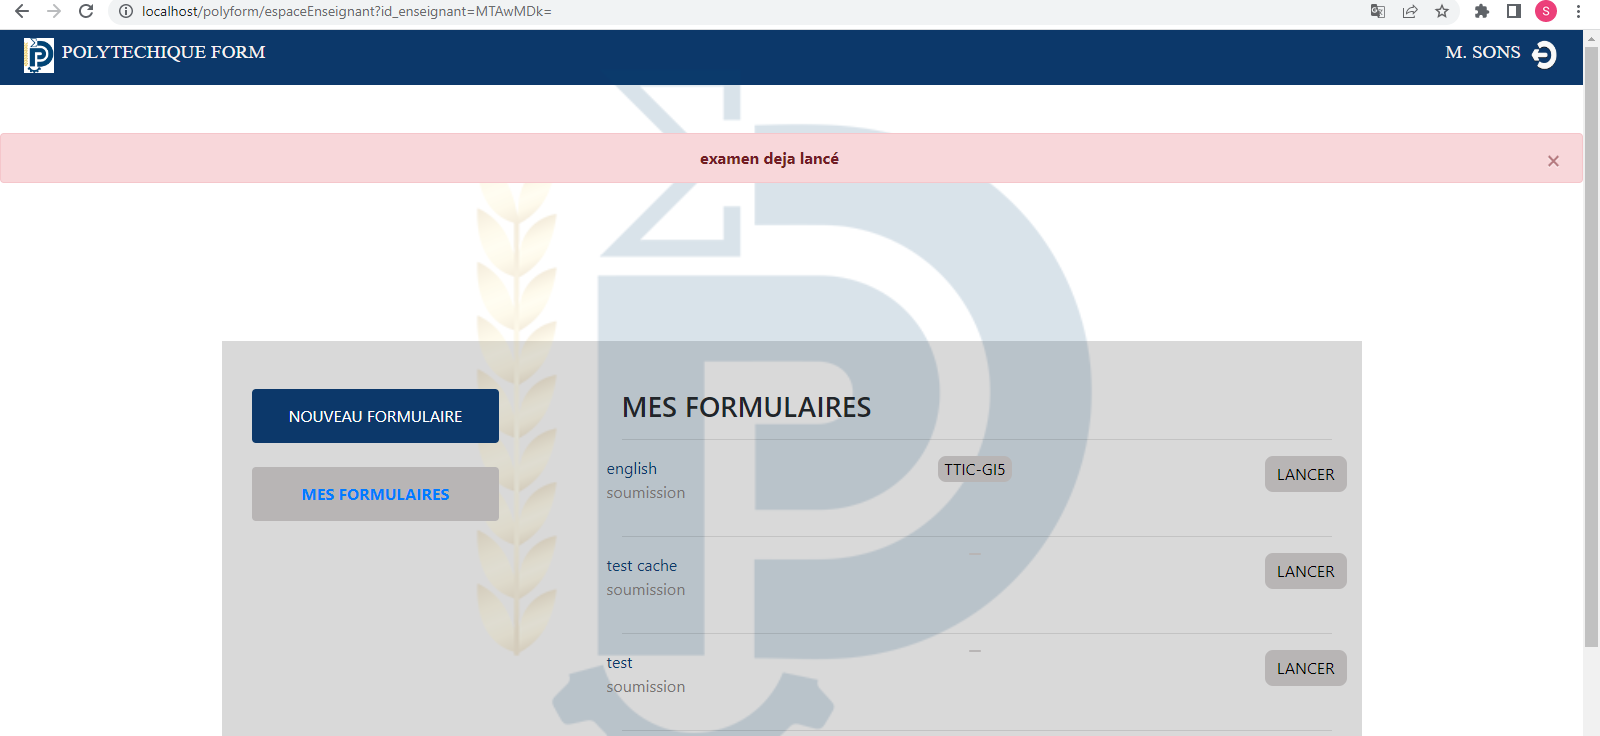 localhost/polyform/espaceEnseignant?id_enseignant=MTAwMDk=
S
POLYTECHIQUE FORM
M. SONS
examen deja lancé
×
NOUVEAU FORMULAIRE
MES FORMULAIRES
MES FORMULAIRES
english
TTIC-GI5
LANCER
soumission
test cache
LANCER
soumission
test
LANCER
soumission